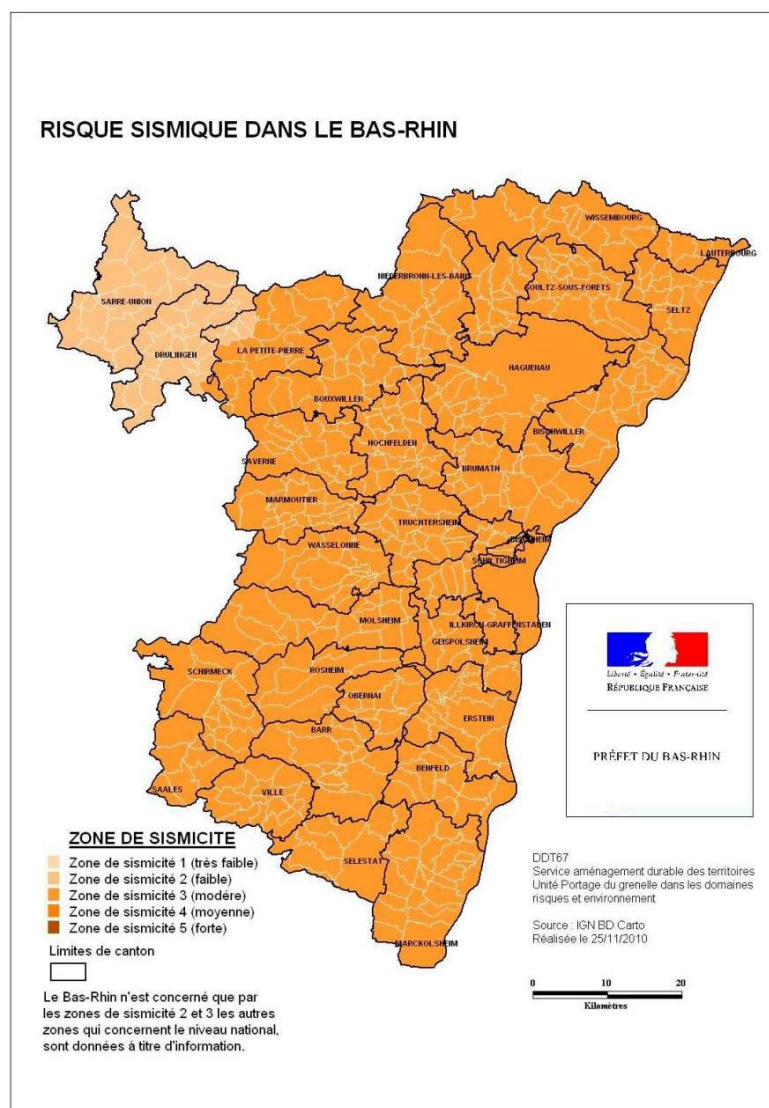 RISQUE SISMIQUE DANS LE BAS-RHIN
WISSEMBOURG
LAUTERBOURG
NIEDERBRONN-LES-BAINS
SOULTZ-SOUS-FORETS
SARRE-UNION
SELTZ
DRULINGEN
LA PETITE-PIERRE
HAGUENAU
BOUXWILLER
BISCHWILLER
HOCHFELDEN
SAVERNE
BRUMATH
MARMOUTIER
TRUCHTERSHEIM
WASSELONNE
BISCHHEIM
SCHILTIGHEIM
MOLSHEIM
ILLKIRCH-GRAFFENSTADEN
GEISPOLSHEIM
SCHIRMECK
ROSHEIM
OBERNAI
ERSTEIN
BARR
BENFELD
SAALES
VILLE
SELESTAT
MARCKOLSHEIM
Liberté • Égalité • Fraternité
RÉPUBLIQUE FRANÇAISE
PRÉFET DU BAS-RHIN
ZONE DE SISMICITE
Zone de sismicité 1 (très faible)
Zone de sismicité 2 (faible)
Zone de sismicité 3 (modére)
Zone de sismicité 4 (moyenne)
Zone de sismicité 5 (forte)
Limites de canton
Le Bas-Rhin n'est concerné que par
les zones de sismicité 2 et 3 les autres
zones qui concernent le niveau national,
sont données à titre d'information.
DDT67
Service aménagement durable des territoires
Unité Portage du grenelle dans les domaines
risques et environnement
Source : IGN BD Carto
Réalisée le 25/11/2010
0 10 20
Kilomètres